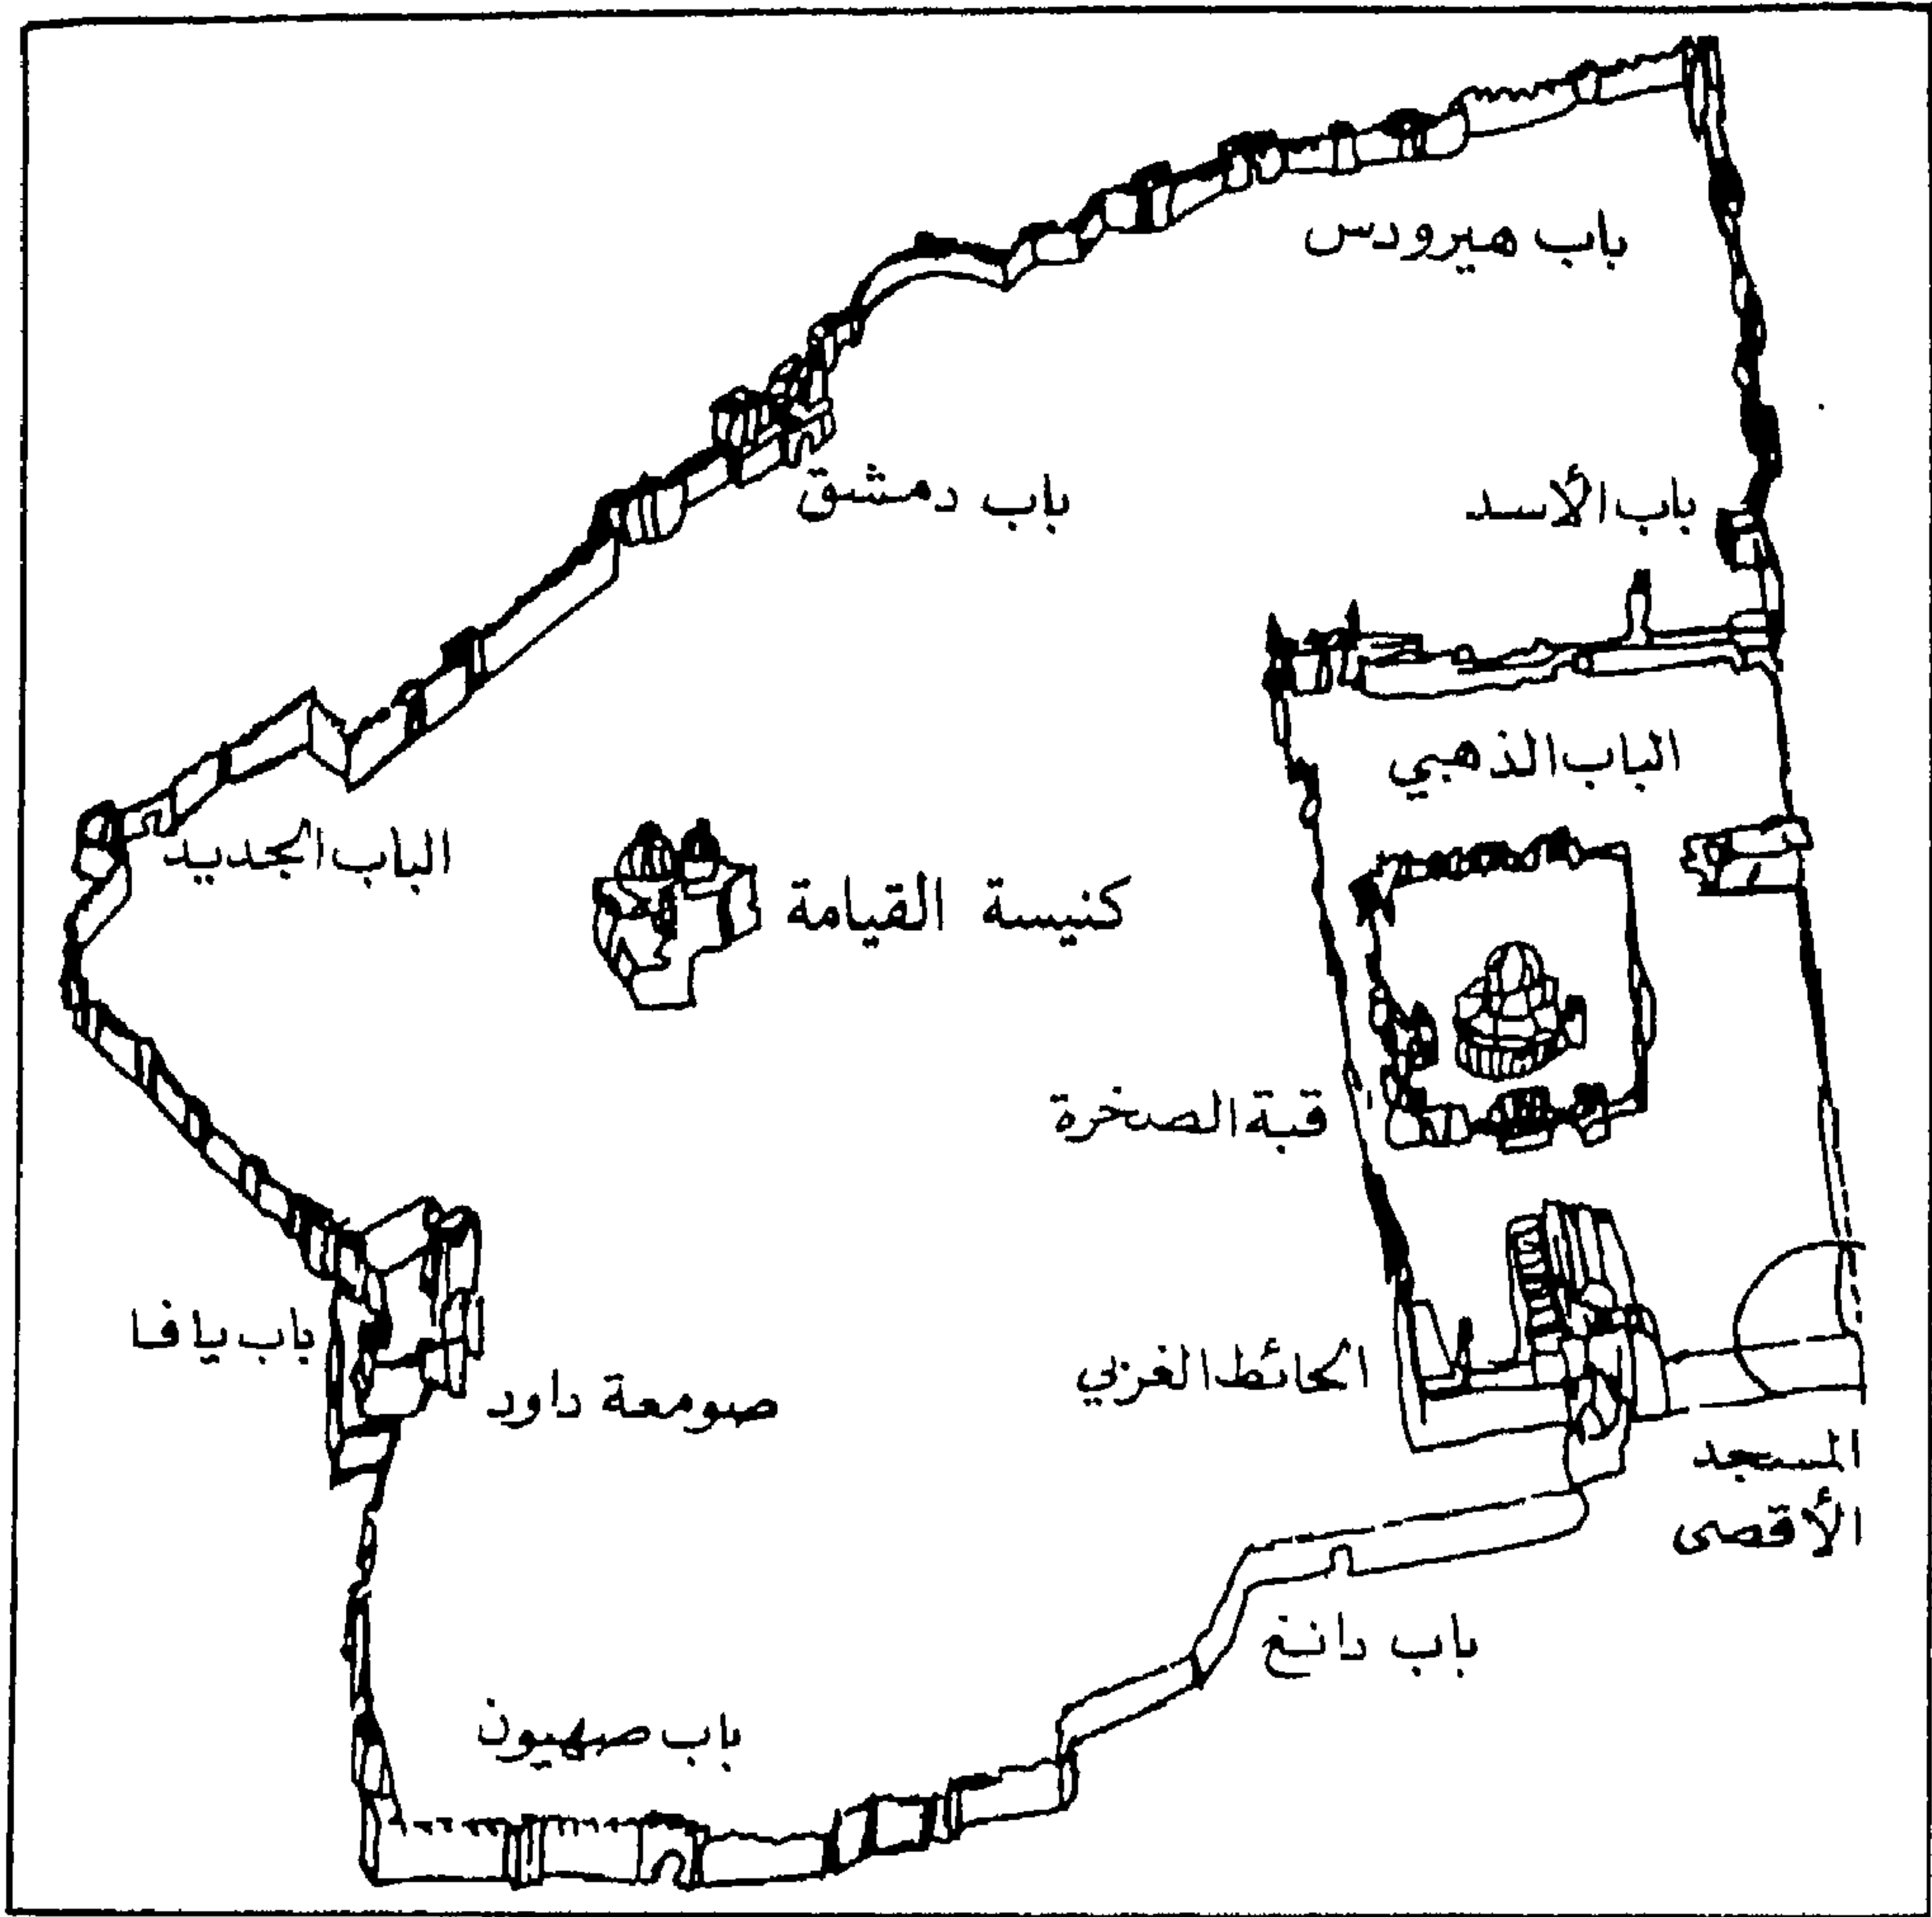 باب هيرودس
باب دمشق
باب الأسد
الباب الذهبي
الباب الجديد
كنيسة القيامة
قبة الصخرة
باب يافا
الحائط الغربي
صومعة داود
المسجد
الأقصى
باب دانغ
باب صهيون